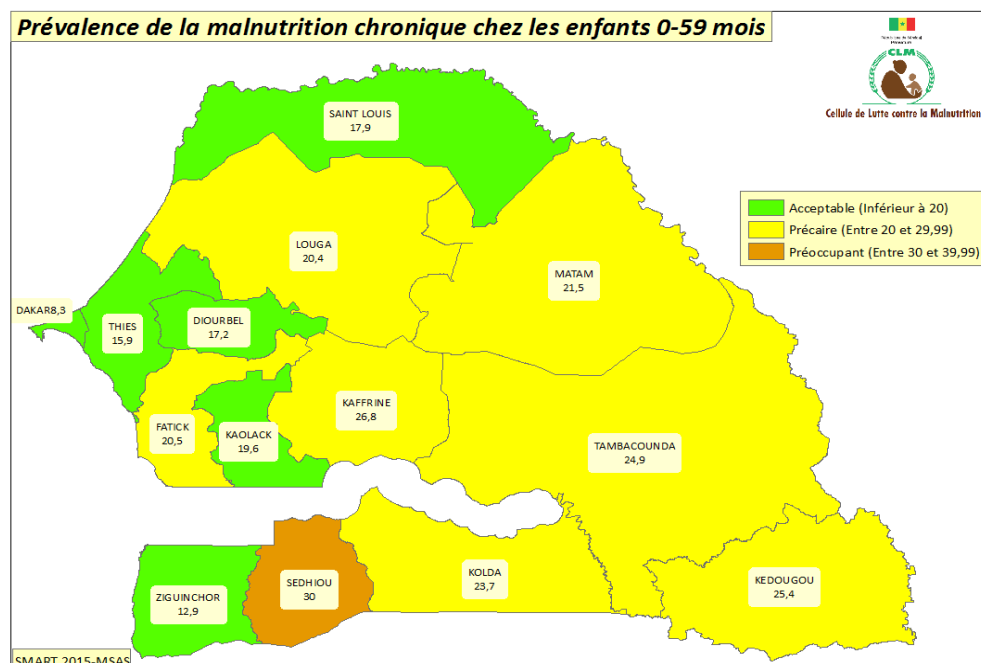 Prévalence de la malnutrition chronique chez les enfants 0-59 mois
CLM
Cellule de Lutte contre la Malnutrition
SAINT LOUIS
17,9
Acceptable (Inférieur à 20)
Précaire (Entre 20 et 29,99)
Préoccupant (Entre 30 et 39,99)
LOUGA
20,4
MATAM
21,5
DAKAR8,3
THIES
15,9
DIOURBEL
17,2
KAFFRINE
26,8
FATICK
20,5
KAOLACK
19,6
TAMBACOUNDA
24,9
ZIGUINCHOR
12,9
SEDHIOU
30
KOLDA
23,7
KEDOUGOU
25,4
SMART 2015-MSAS